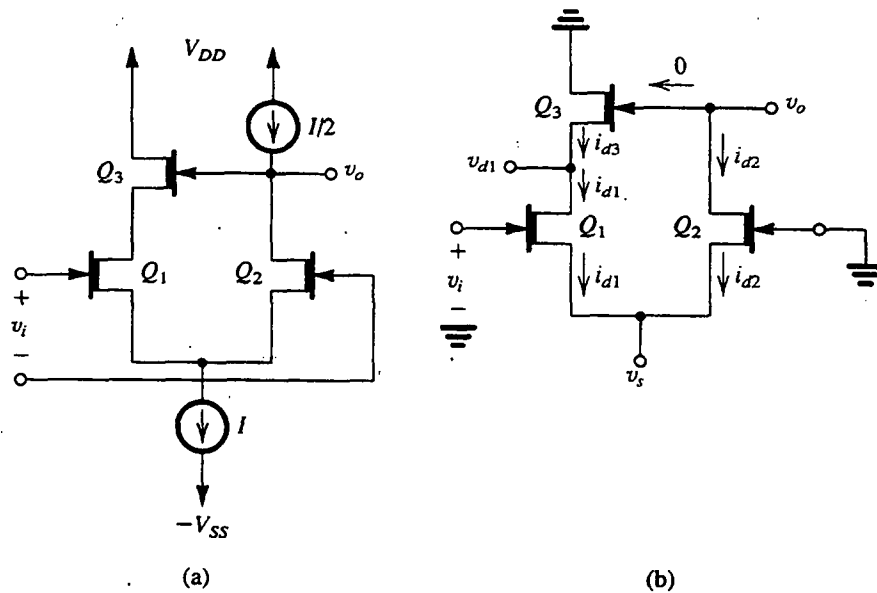 V_DD
I/2
Q_3
v_o
Q_1
Q_2
+
v_i
−
I
−V_SS
(a)
0
Q_3
v_o
i_d3
v_d1
i_d1
i_d2
Q_1
Q_2
+
v_i
−
i_d1
i_d2
v_s
(b)